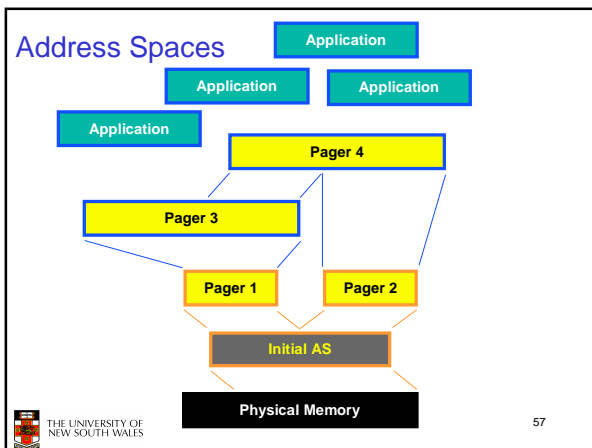 Address Spaces
Application
Application
Application
Application
Pager 4
Pager 3
Pager 1
Pager 2
Initial AS
Physical Memory
THE UNIVERSITY OF
NEW SOUTH WALES
57